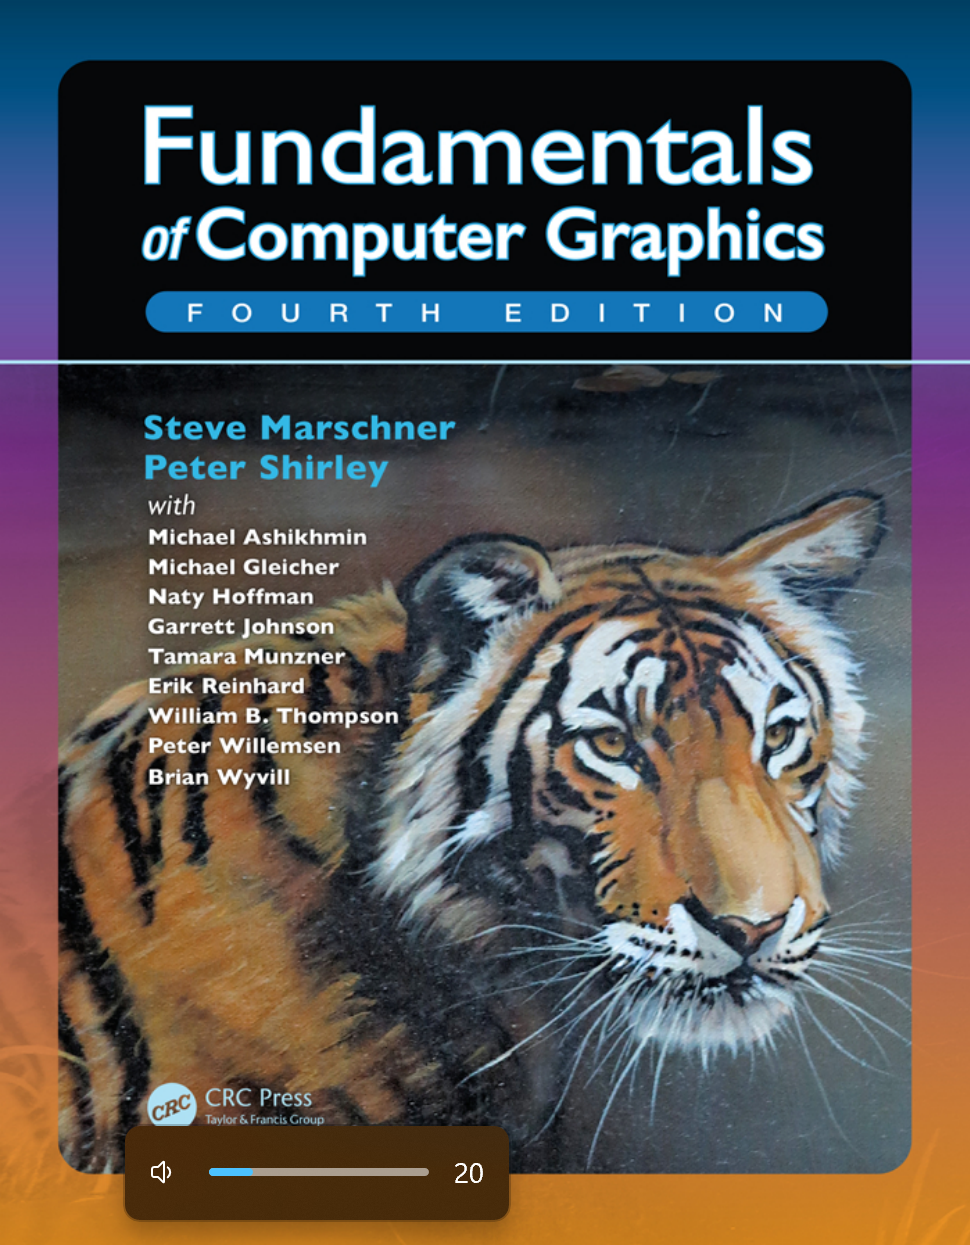 Fundamentals
of Computer Graphics
FOURTH EDITION
Steve Marschner
Peter Shirley
with
Michael Ashikhmin
Michael Gleicher
Naty Hoffman
Garrett Johnson
Tamara Munzner
Erik Reinhard
William B. Thompson
Peter Willemsen
Brian Wyvill
CRC CRC Press
Taylor & Francis Group
20